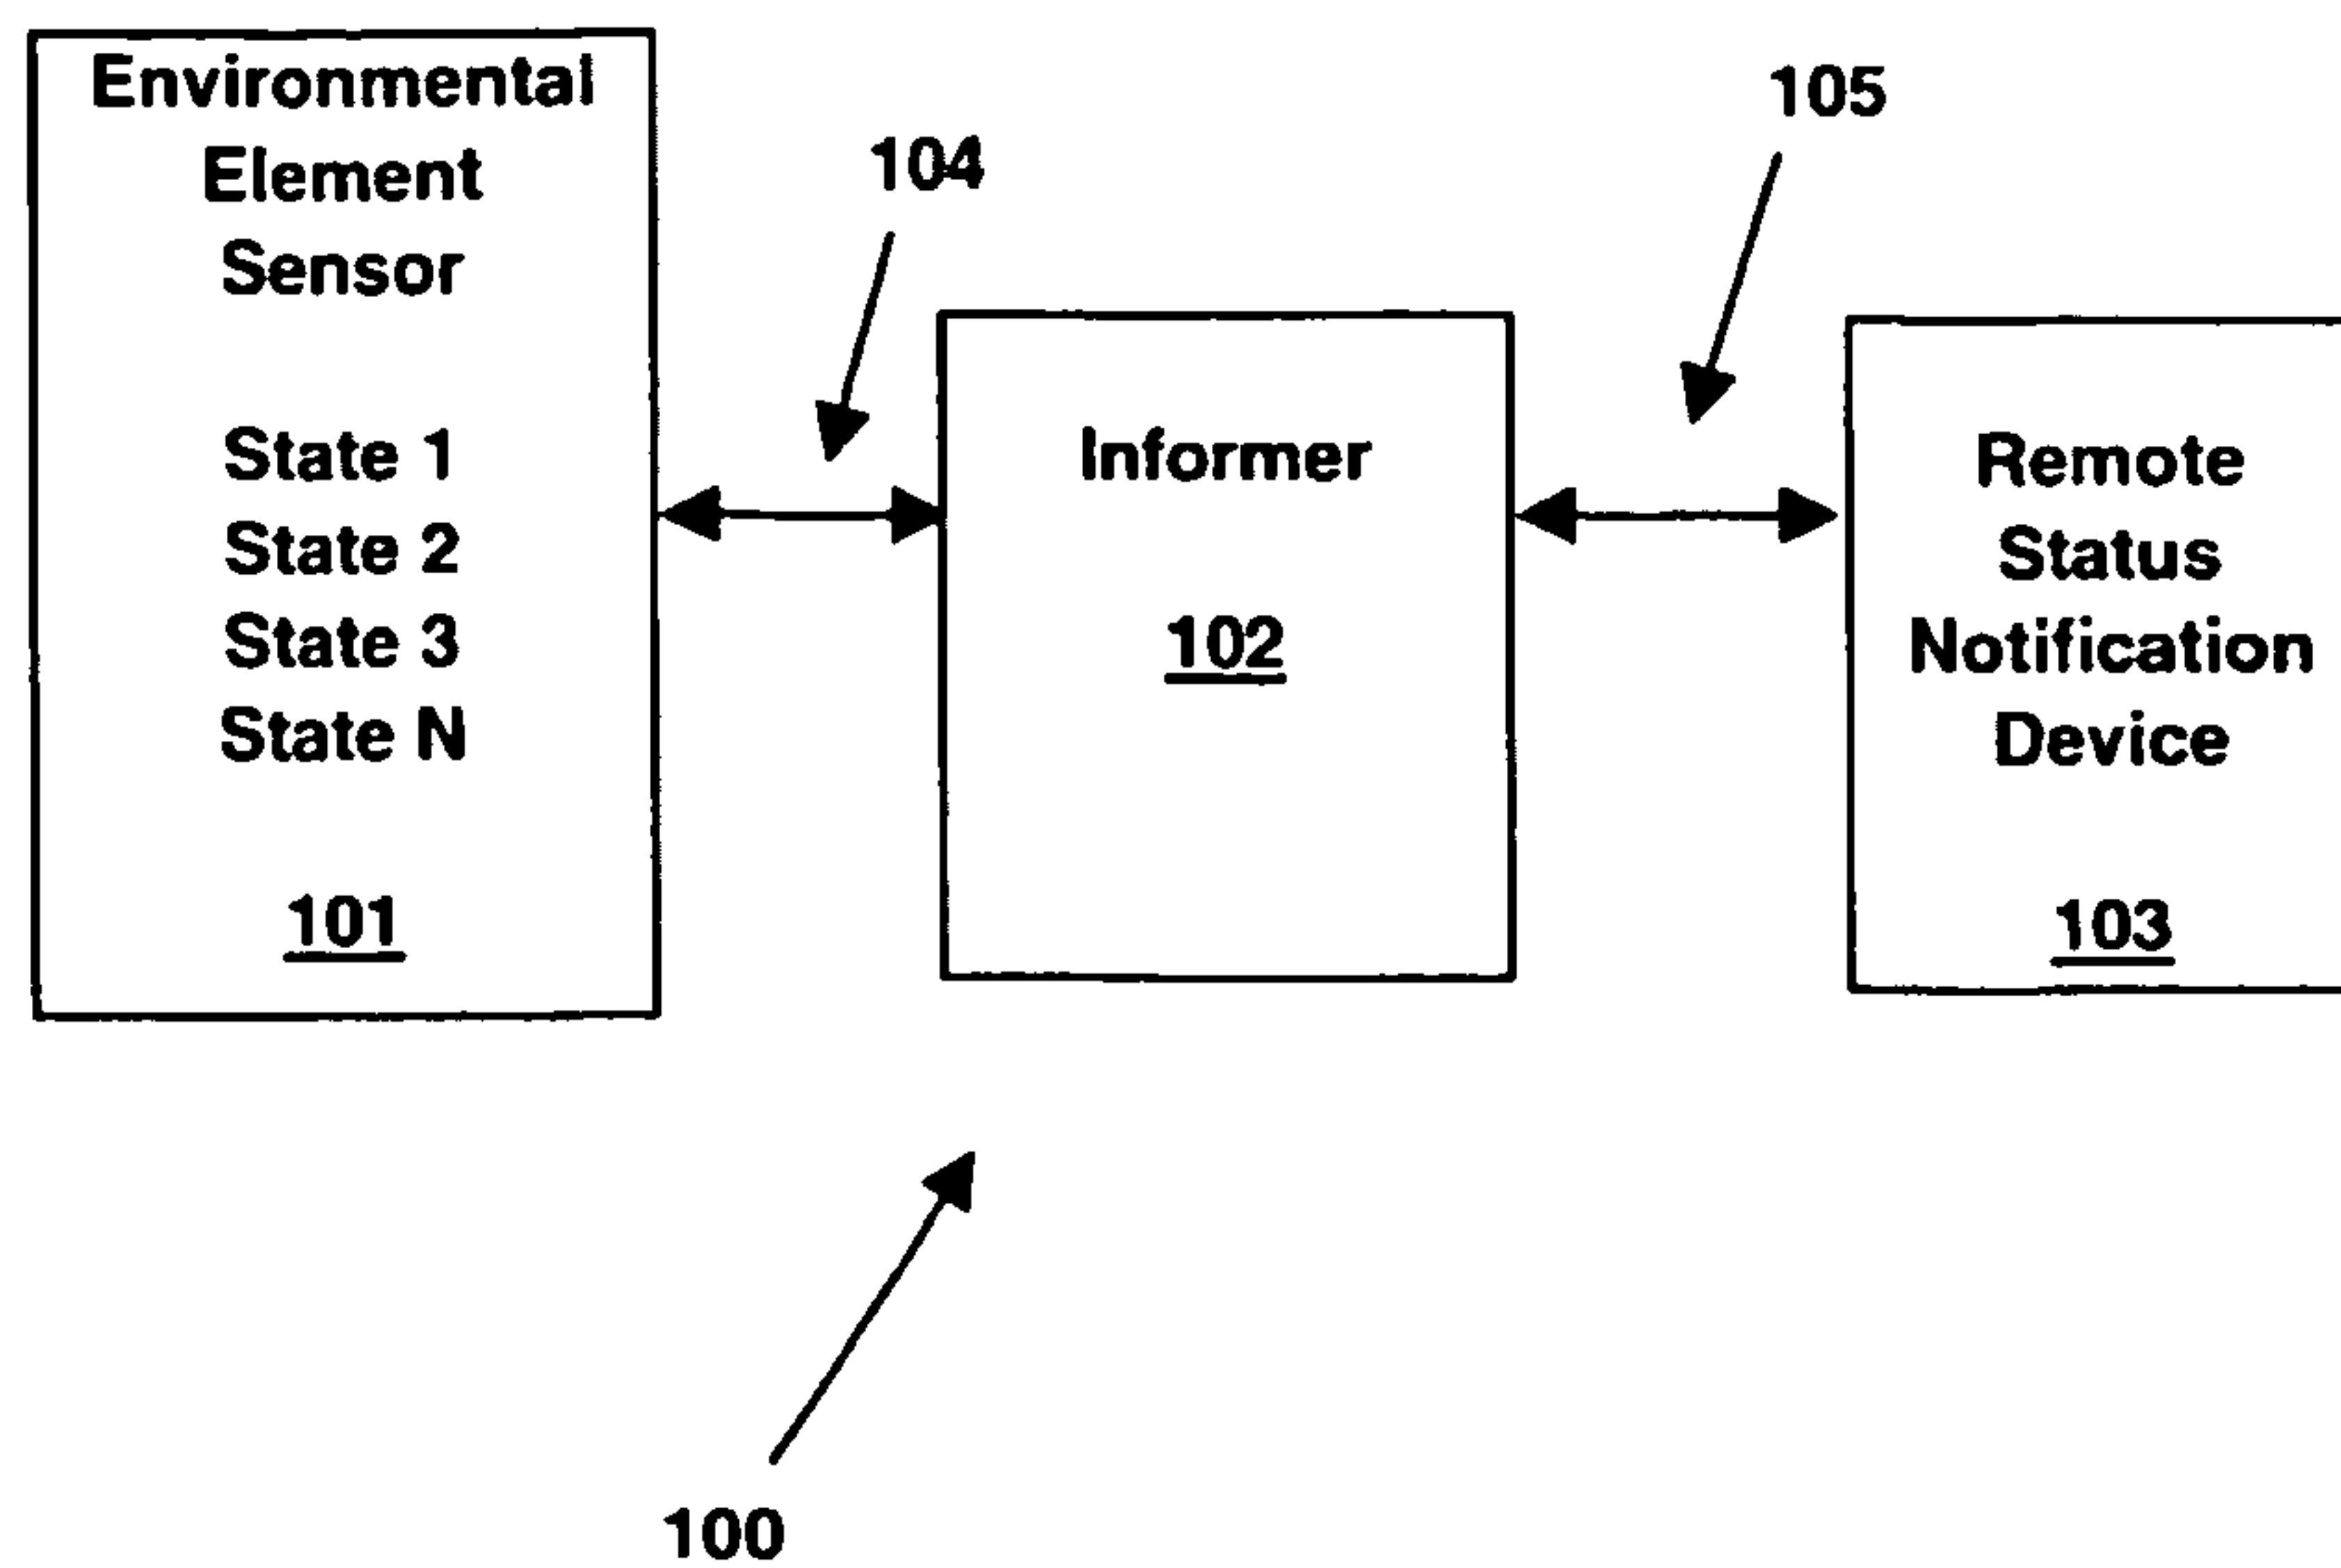 Environmental
Element
Sensor
State 1
State 2
State 3
State N
101
104
Informer
102
105
Remote
Status
Notification
Device
103
100